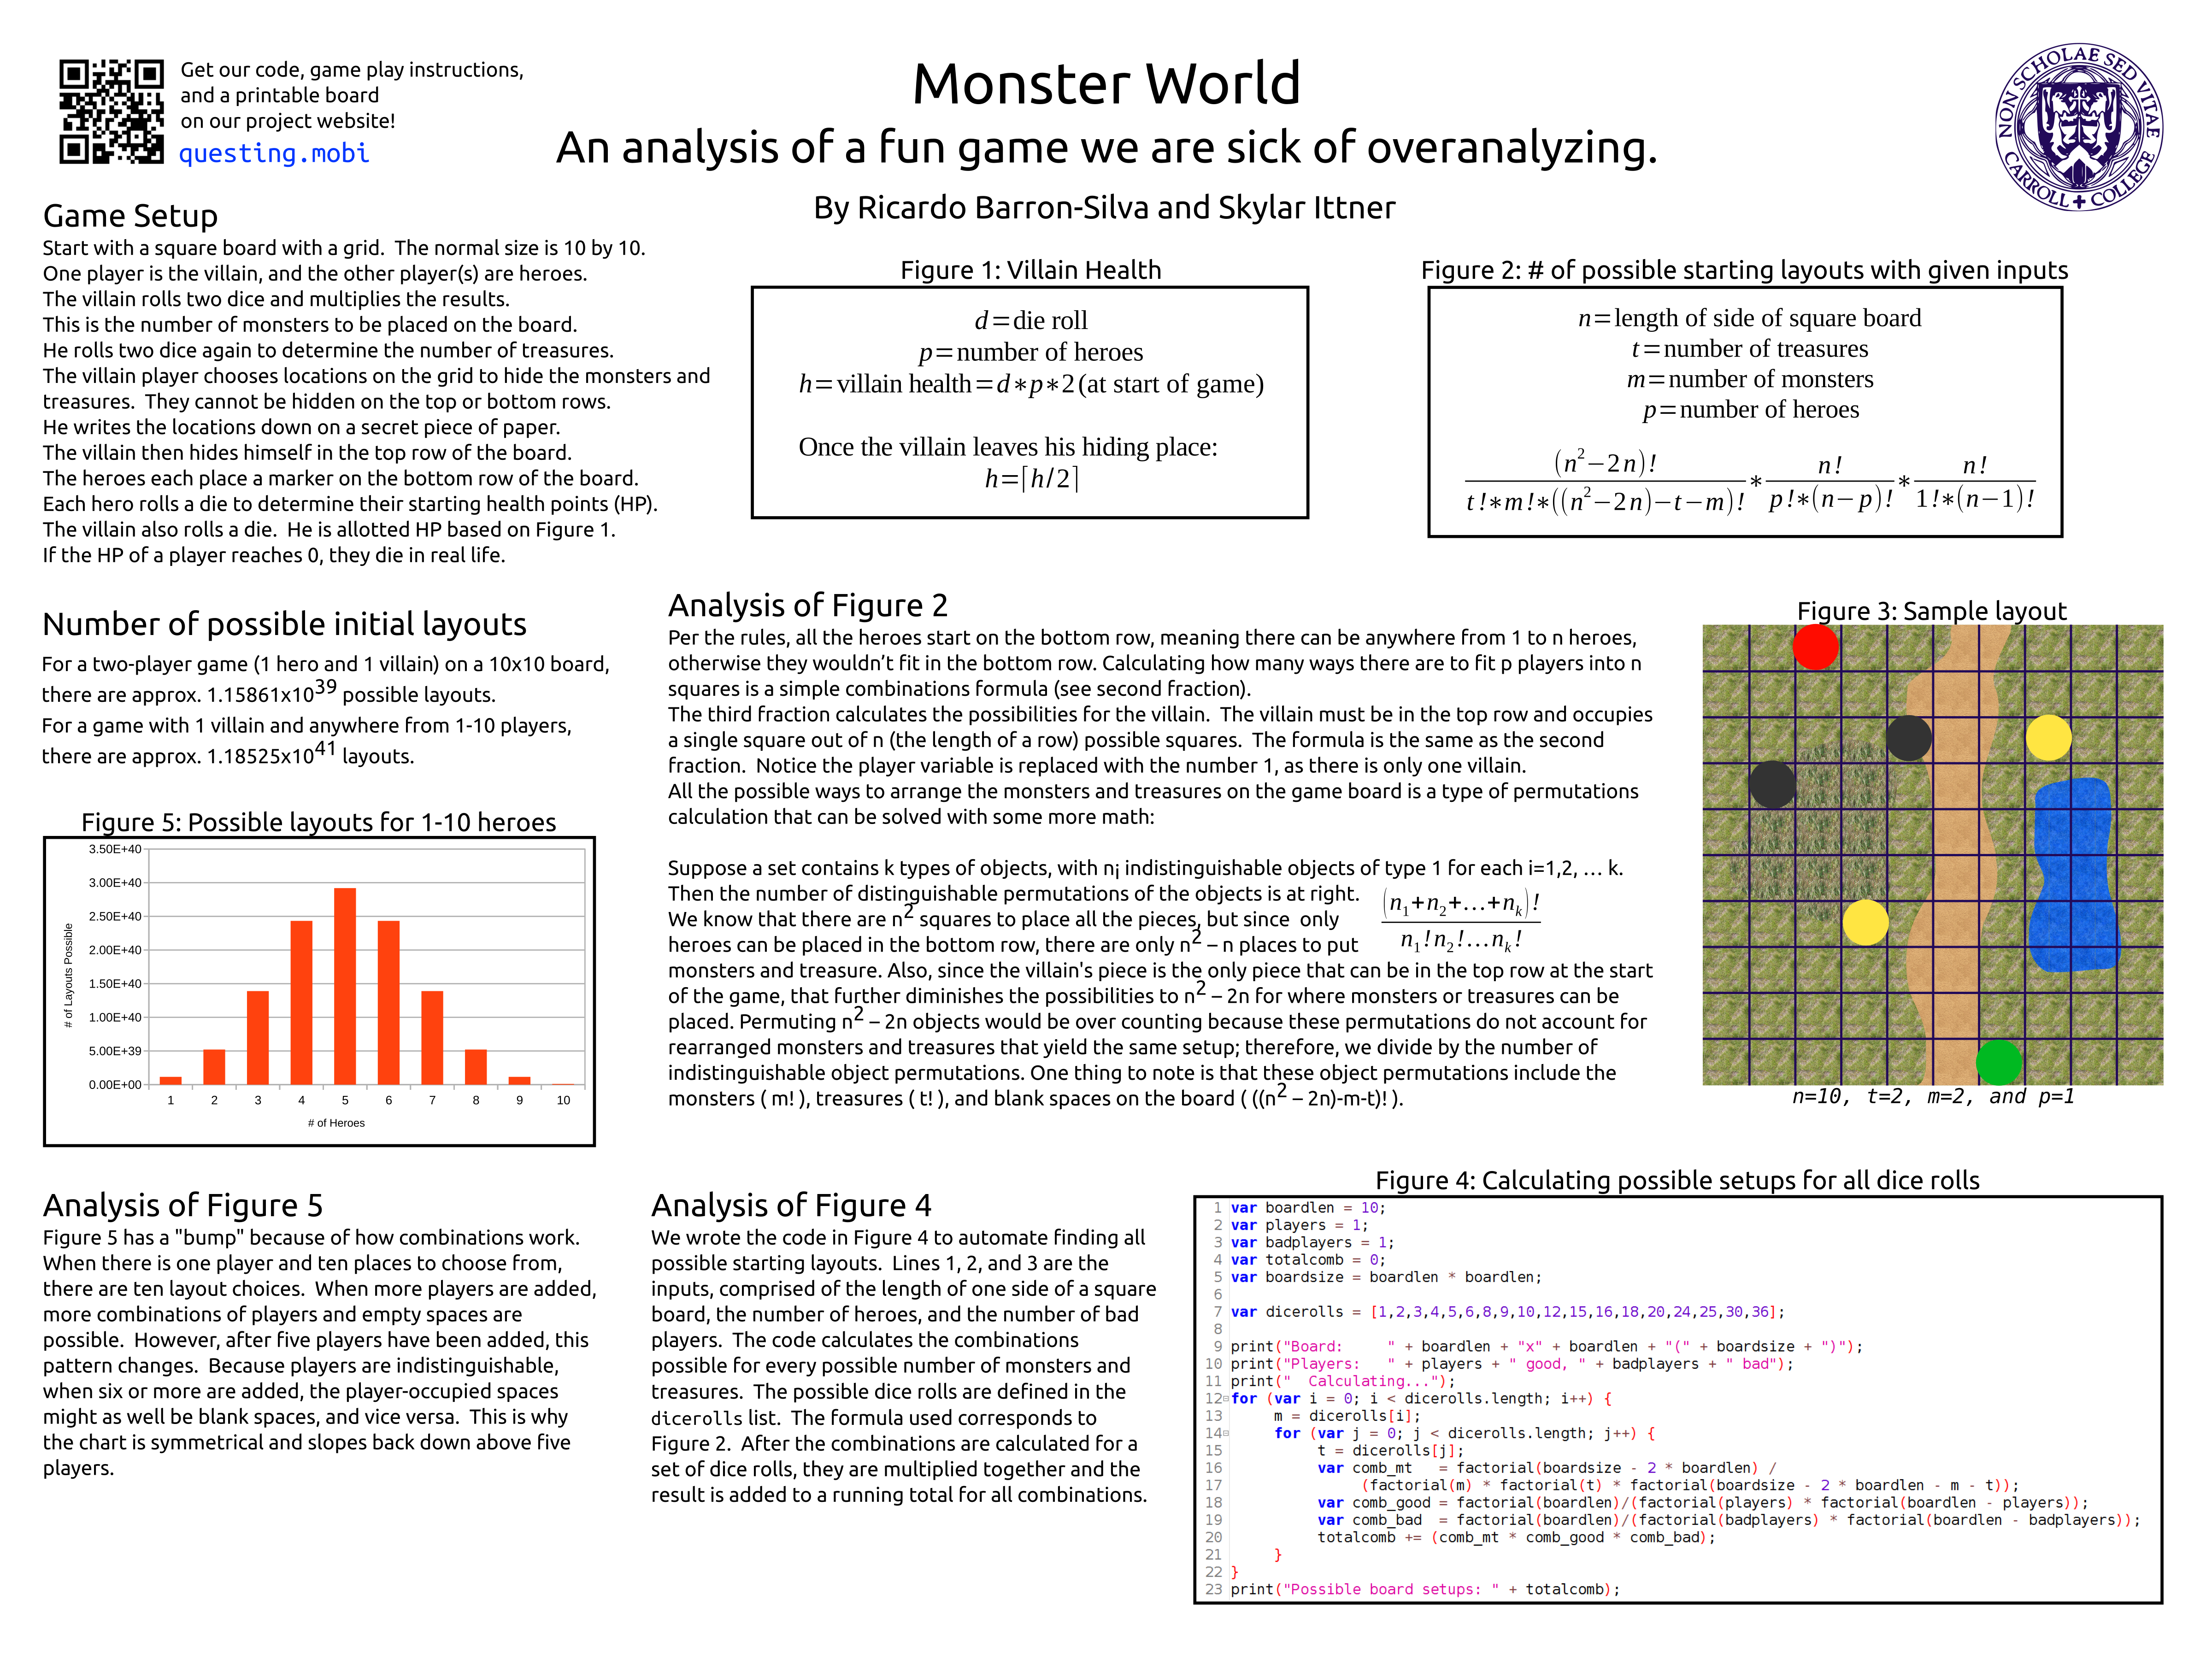 Get our code, game play instructions,
and a printable board
on our project website!
questing.mobi
Monster World
An analysis of a fun game we are sick of overanalyzing.
By Ricardo Barron-Silva and Skylar Ittner
NON SCHOLAE SED VITAE
CARROLL COLLEGE
Game Setup
Start with a square board with a grid.  The normal size is 10 by 10.
One player is the villain, and the other player(s) are heroes.
The villain rolls two dice and multiplies the results.
This is the number of monsters to be placed on the board.
He rolls two dice again to determine the number of treasures.
The villain player chooses locations on the grid to hide the monsters and
treasures.  They cannot be hidden on the top or bottom rows.
He writes the locations down on a secret piece of paper.
The villain then hides himself in the top row of the board.
The heroes each place a marker on the bottom row of the board.
Each hero rolls a die to determine their starting health points (HP).
The villain also rolls a die.  He is allotted HP based on Figure 1.
If the HP of a player reaches 0, they die in real life.
Figure 1: Villain Health
d=die roll
p=number of heroes
h=villain health=d∗p∗2(at start of game)
Once the villain leaves his hiding place:
h=⌈h/2⌉
Figure 2: # of possible starting layouts with given inputs
n=length of side of square board
t=number of treasures
m=number of monsters
p=number of heroes
(n²−2n)! / (t!∗m!∗((n²−2n)−t−m)!) ∗ n! / (p!∗(n−p)!) ∗ n! / (1!∗(n−1)!)
Number of possible initial layouts
For a two-player game (1 hero and 1 villain) on a 10x10 board,
there are approx. 1.15861x10³⁹ possible layouts.
For a game with 1 villain and anywhere from 1-10 players,
there are approx. 1.18525x10⁴¹ layouts.
Figure 5: Possible layouts for 1-10 heroes
# of Layouts Possible
3.50E+40
3.00E+40
2.50E+40
2.00E+40
1.50E+40
1.00E+40
5.00E+39
0.00E+00
1 2 3 4 5 6 7 8 9 10
# of Heroes
Analysis of Figure 2
Per the rules, all the heroes start on the bottom row, meaning there can be anywhere from 1 to n heroes,
otherwise they wouldn’t fit in the bottom row. Calculating how many ways there are to fit p players into n
squares is a simple combinations formula (see second fraction).
The third fraction calculates the possibilities for the villain.  The villain must be in the top row and occupies
a single square out of n (the length of a row) possible squares.  The formula is the same as the second
fraction.  Notice the player variable is replaced with the number 1, as there is only one villain.
All the possible ways to arrange the monsters and treasures on the game board is a type of permutations
calculation that can be solved with some more math:
Suppose a set contains k types of objects, with n¡ indistinguishable objects of type 1 for each i=1,2, … k.
Then the number of distinguishable permutations of the objects is at right.
We know that there are n² squares to place all the pieces, but since  only
heroes can be placed in the bottom row, there are only n² – n places to put
(n₁+n₂+…+nₖ)! / n₁!n₂!…nₖ!
monsters and treasure. Also, since the villain's piece is the only piece that can be in the top row at the start
of the game, that further diminishes the possibilities to n² – 2n for where monsters or treasures can be
placed. Permuting n² – 2n objects would be over counting because these permutations do not account for
rearranged monsters and treasures that yield the same setup; therefore, we divide by the number of
indistinguishable object permutations. One thing to note is that these object permutations include the
monsters ( m! ), treasures ( t! ), and blank spaces on the board ( ((n² – 2n)-m-t)! ).
Figure 3: Sample layout
n=10, t=2, m=2, and p=1
Analysis of Figure 5
Figure 5 has a "bump" because of how combinations work.
When there is one player and ten places to choose from,
there are ten layout choices.  When more players are added,
more combinations of players and empty spaces are
possible.  However, after five players have been added, this
pattern changes.  Because players are indistinguishable,
when six or more are added, the player-occupied spaces
might as well be blank spaces, and vice versa.  This is why
the chart is symmetrical and slopes back down above five
players.
Analysis of Figure 4
We wrote the code in Figure 4 to automate finding all
possible starting layouts.  Lines 1, 2, and 3 are the
inputs, comprised of the length of one side of a square
board, the number of heroes, and the number of bad
players.  The code calculates the combinations
possible for every possible number of monsters and
treasures.  The possible dice rolls are defined in the
dicerolls list.  The formula used corresponds to
Figure 2.  After the combinations are calculated for a
set of dice rolls, they are multiplied together and the
result is added to a running total for all combinations.
Figure 4: Calculating possible setups for all dice rolls
1 var boardlen = 10;
2 var players = 1;
3 var badplayers = 1;
4 var totalcomb = 0;
5 var boardsize = boardlen * boardlen;
6
7 var dicerolls = [1,2,3,4,5,6,8,9,10,12,15,16,18,20,24,25,30,36];
8
9 print("Board:     " + boardlen + "x" + boardlen + "(" + boardsize + ")");
10 print("Players:   " + players + " good, " + badplayers + " bad");
11 print("  Calculating...");
12 for (var i = 0; i < dicerolls.length; i++) {
13      m = dicerolls[i];
14      for (var j = 0; j < dicerolls.length; j++) {
15           t = dicerolls[j];
16           var comb_mt   = factorial(boardsize - 2 * boardlen) /
17                (factorial(m) * factorial(t) * factorial(boardsize - 2 * boardlen - m - t));
18           var comb_good = factorial(boardlen)/(factorial(players) * factorial(boardlen - players));
19           var comb_bad  = factorial(boardlen)/(factorial(badplayers) * factorial(boardlen - badplayers));
20           totalcomb += (comb_mt * comb_good * comb_bad);
21      }
22 }
23 print("Possible board setups: " + totalcomb);